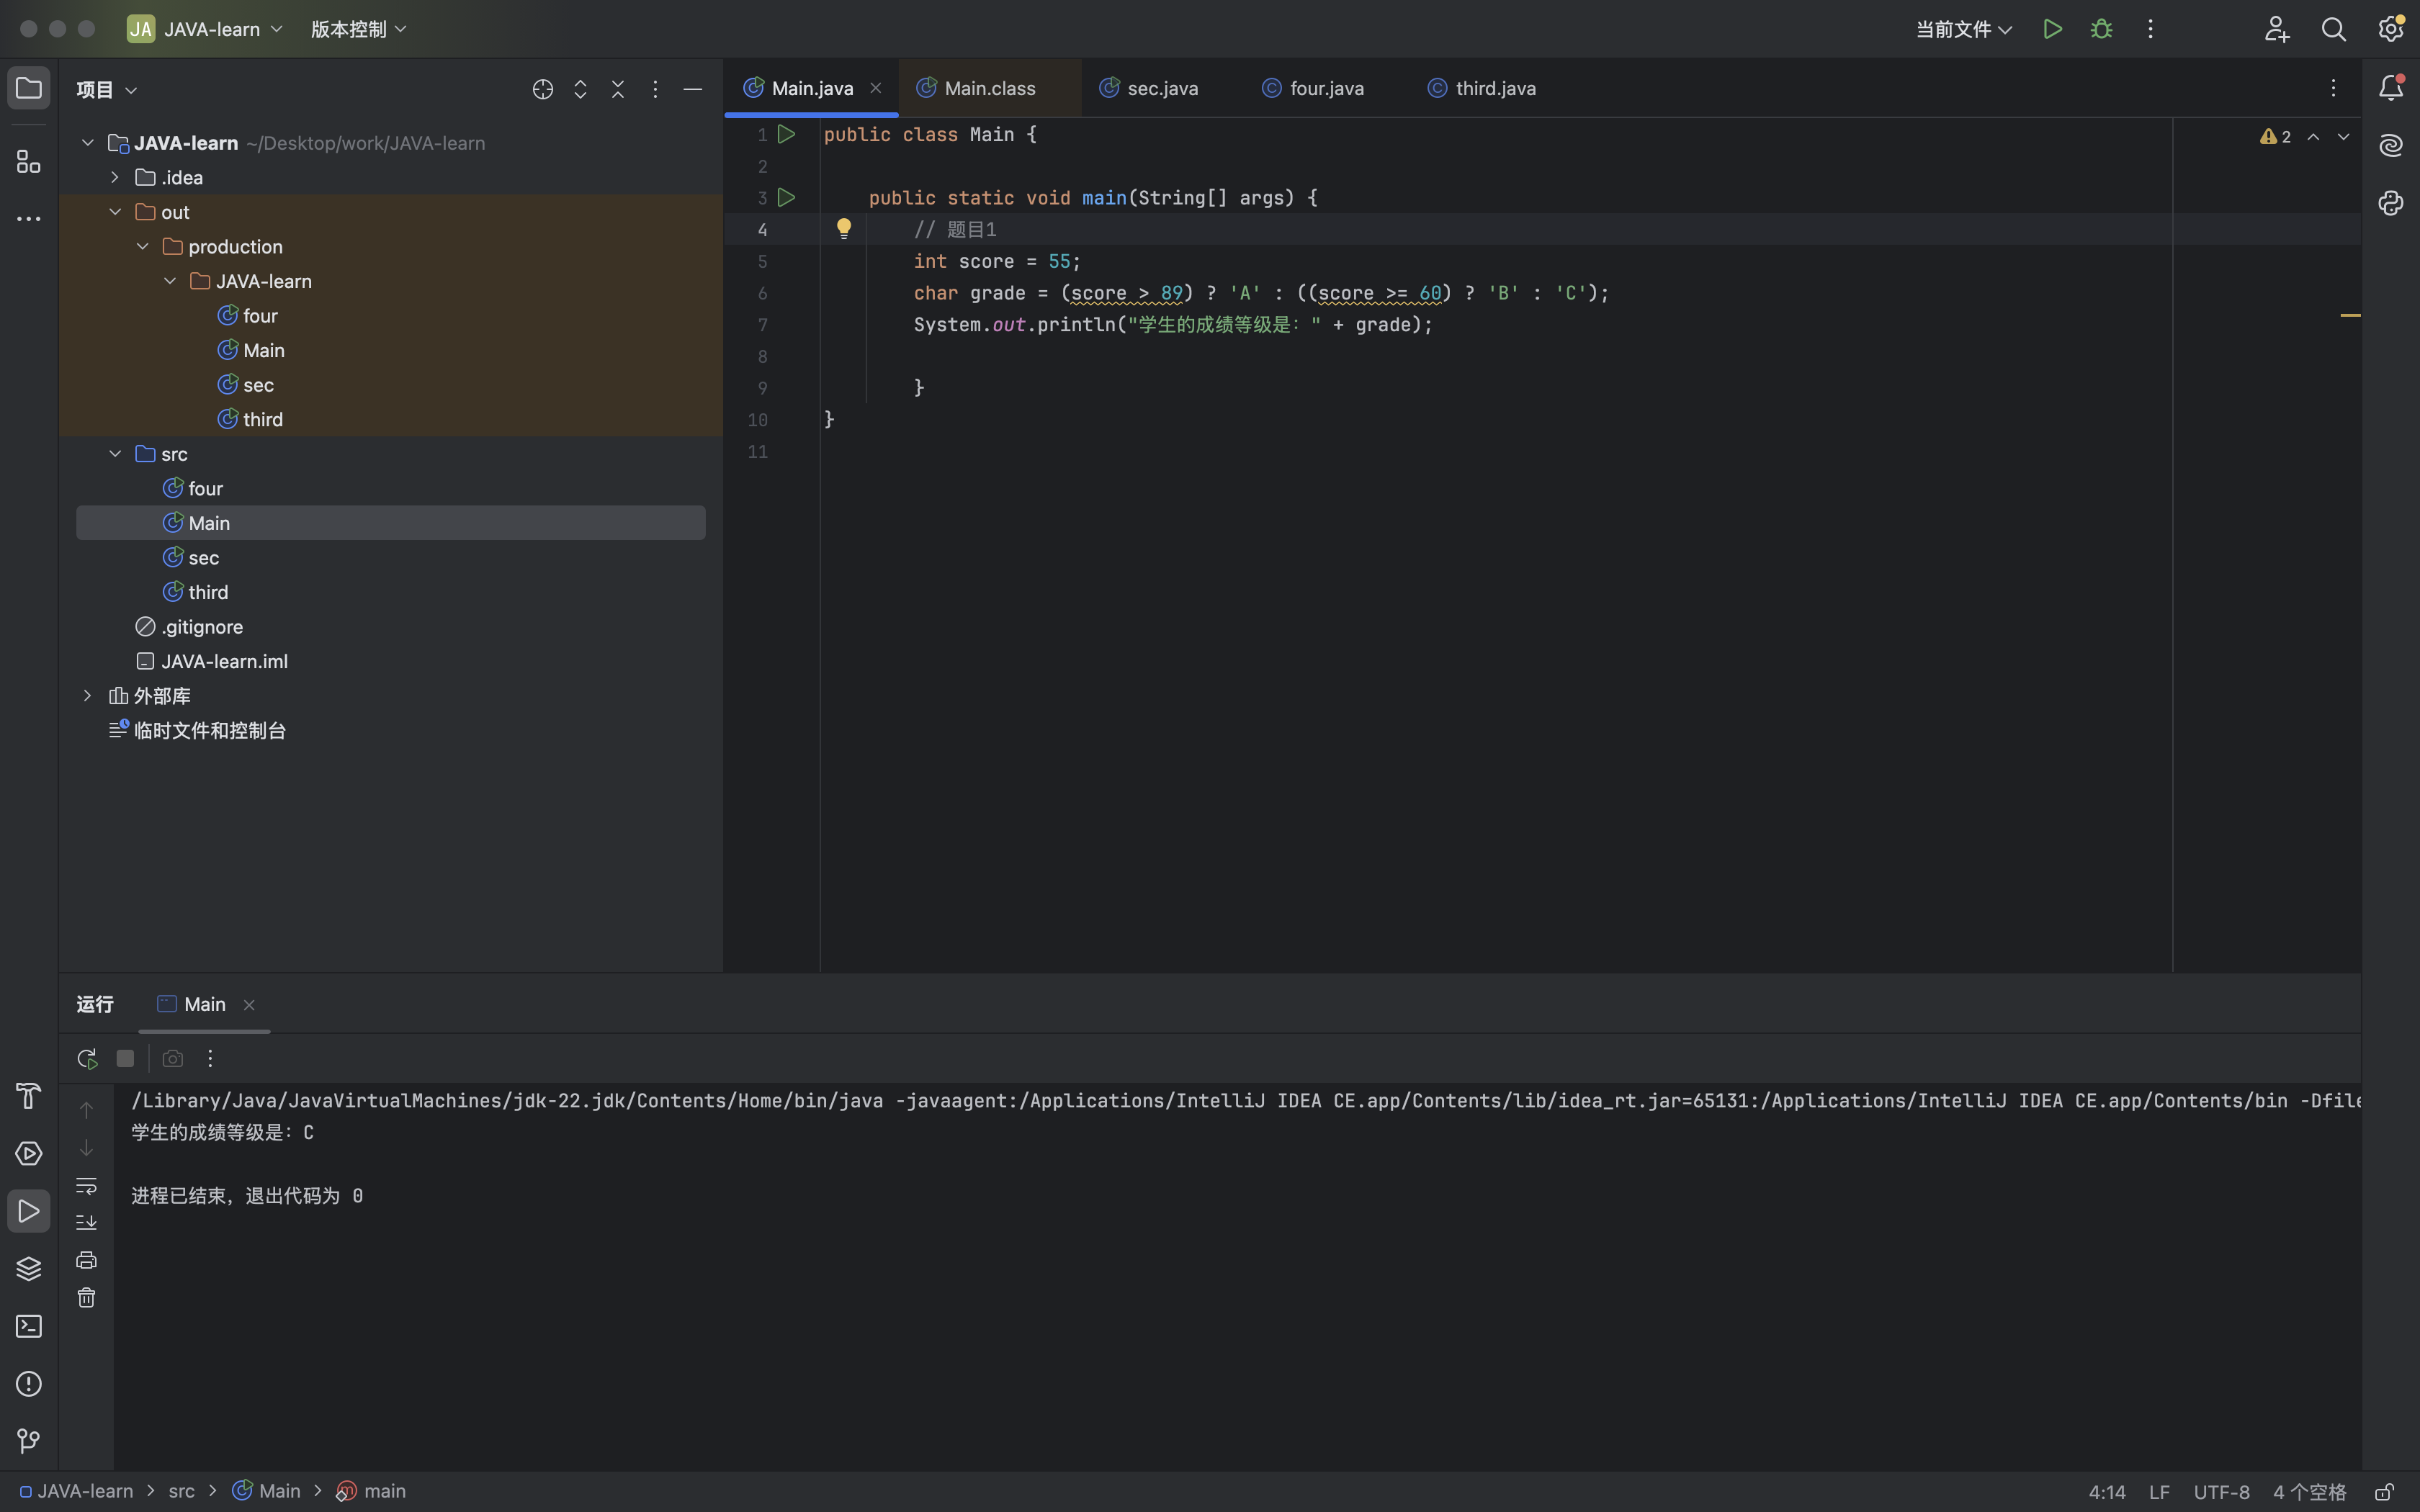 JA JAVA-learn 版本控制 当前文件
项目
JAVA-learn ~/Desktop/work/JAVA-learn
.idea
out
production
JAVA-learn
four
Main
sec
third
src
four
Main
sec
third
.gitignore
JAVA-learn.iml
外部库
临时文件和控制台
Main.java Main.class sec.java four.java third.java
2
1 public class Main {
2
3 public static void main(String[] args) {
4 // 题目1
5 int score = 55;
6 char grade = (score > 89) ? 'A' : ((score >= 60) ? 'B' : 'C');
7 System.out.println("学生的成绩等级是：" + grade);
8
9 }
10 }
11
运行 Main
/Library/Java/JavaVirtualMachines/jdk-22.jdk/Contents/Home/bin/java -javaagent:/Applications/IntelliJ IDEA CE.app/Contents/lib/idea_rt.jar=65131:/Applications/IntelliJ IDEA CE.app/Contents/bin -Dfile
学生的成绩等级是：C
进程已结束，退出代码为 0
JAVA-learn > src > Main > main 4:14 LF UTF-8 4 个空格